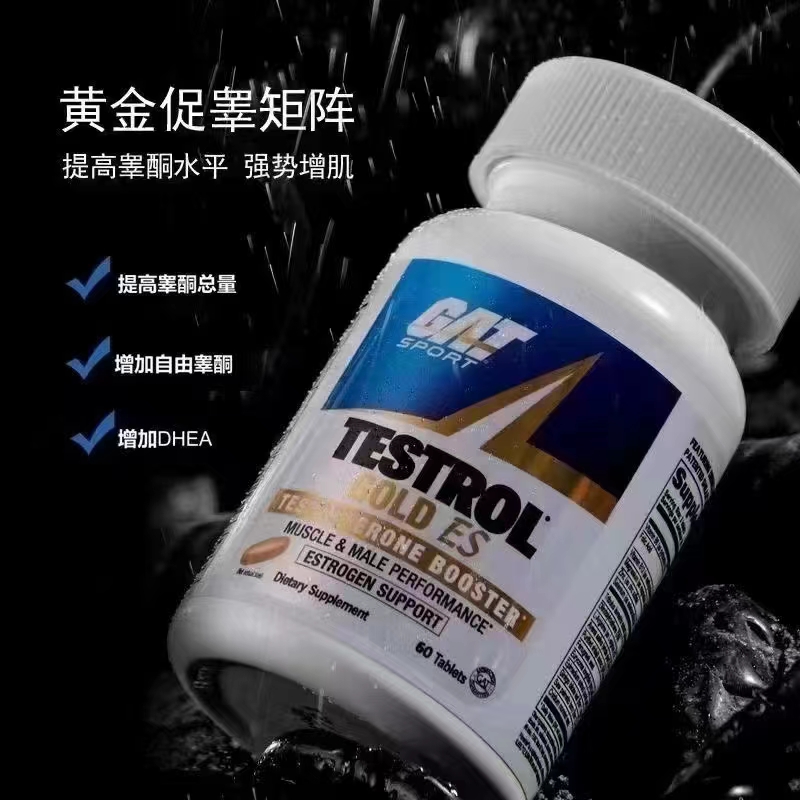 黄金促睾矩阵
提高睾酮水平 强势增肌
提高睾酮总量
增加自由睾酮
增加DHEA
GAT
SPORT
TESTROL
GOLD ES
TESTOSTERONE BOOSTER*
MUSCLE & MALE PERFORMANCE*
ESTROGEN SUPPORT
Dietary Supplement
60 Tablets